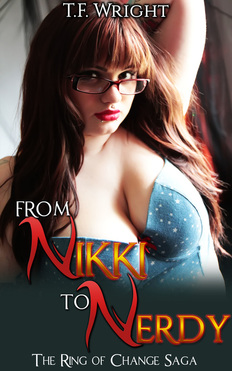 T.F. WRIGHT
FROM
NIKKI
TO NERDY
THE RING OF CHANGE SAGA